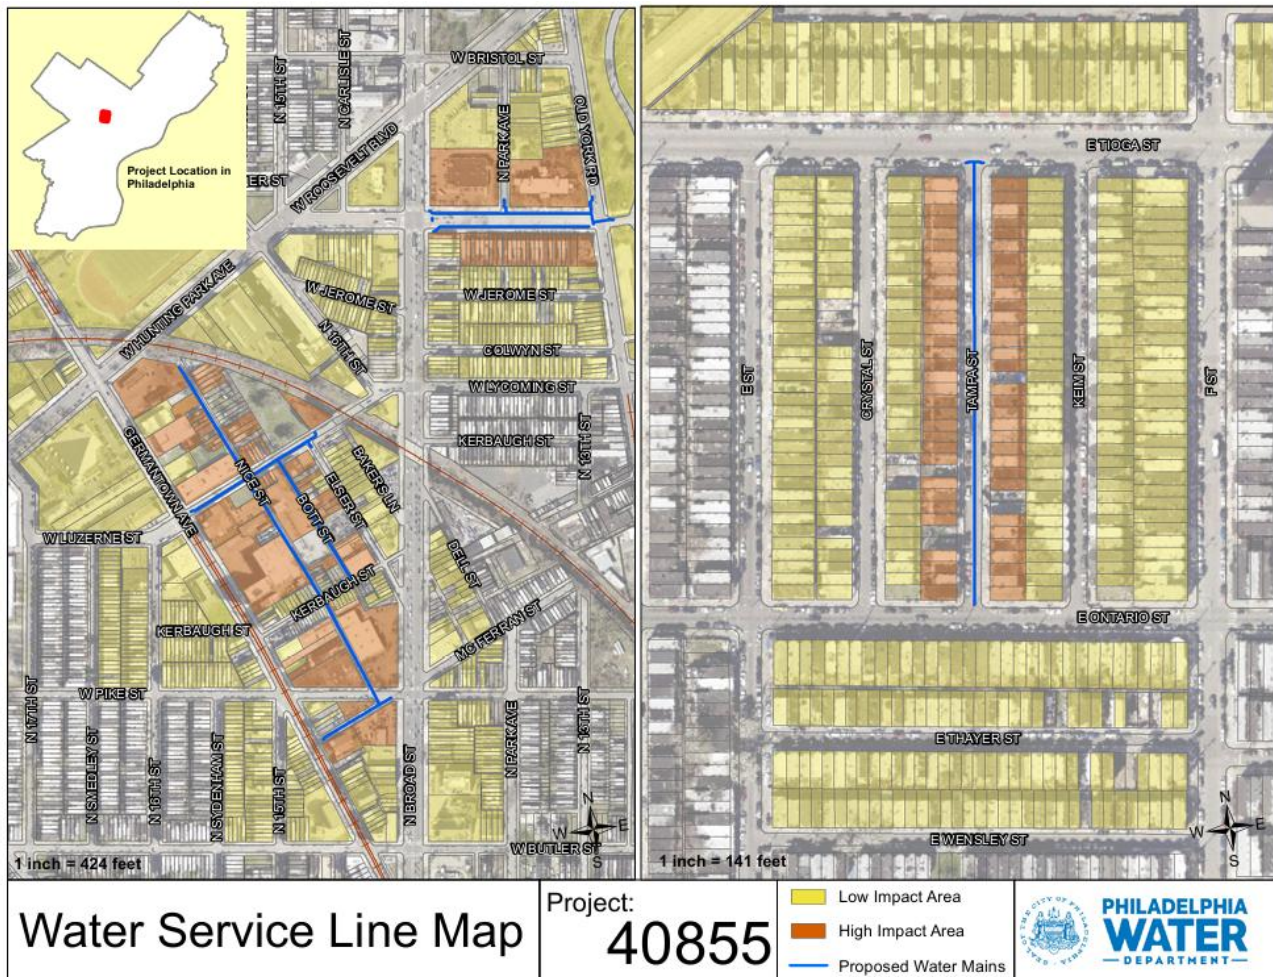 Project Location in
Philadelphia
N 15TH ST
N CARLISLE ST
W BRISTOL ST
OLD YORK RD
N PARK AVE
W ROOSEVELT BLVD
ER ST
W HUNTING PARK AVE
W JEROME ST
W JEROME ST
N 16TH ST
COLWYN ST
W LYCOMING ST
KERBAUGH ST
N 13TH ST
GERMANTOWN AVE
NICE ST
BOTT ST
ELSER ST
BAKERS LN
W LUZERNE ST
DELL ST
KERBAUGH ST
KERBAUGH ST
MC FERRAN ST
W PIKE ST
N 17TH ST
N SMEDLEY ST
N 16TH ST
N SYDENHAM ST
N 15TH ST
N BROAD ST
N PARK AVE
N 13TH ST
W BUTLER ST
N
W E
S
1 inch = 424 feet
E TIOGA ST
E ST
CRYSTAL ST
TAMPA ST
KEIM ST
F ST
E ONTARIO ST
E THAYER ST
E WENSLEY ST
N
W E
S
1 inch = 141 feet
Water Service Line Map
Project:
40855
Low Impact Area
High Impact Area
Proposed Water Mains
SEAL OF THE CITY OF PHILADELPHIA
PHILADELPHIA
WATER
DEPARTMENT